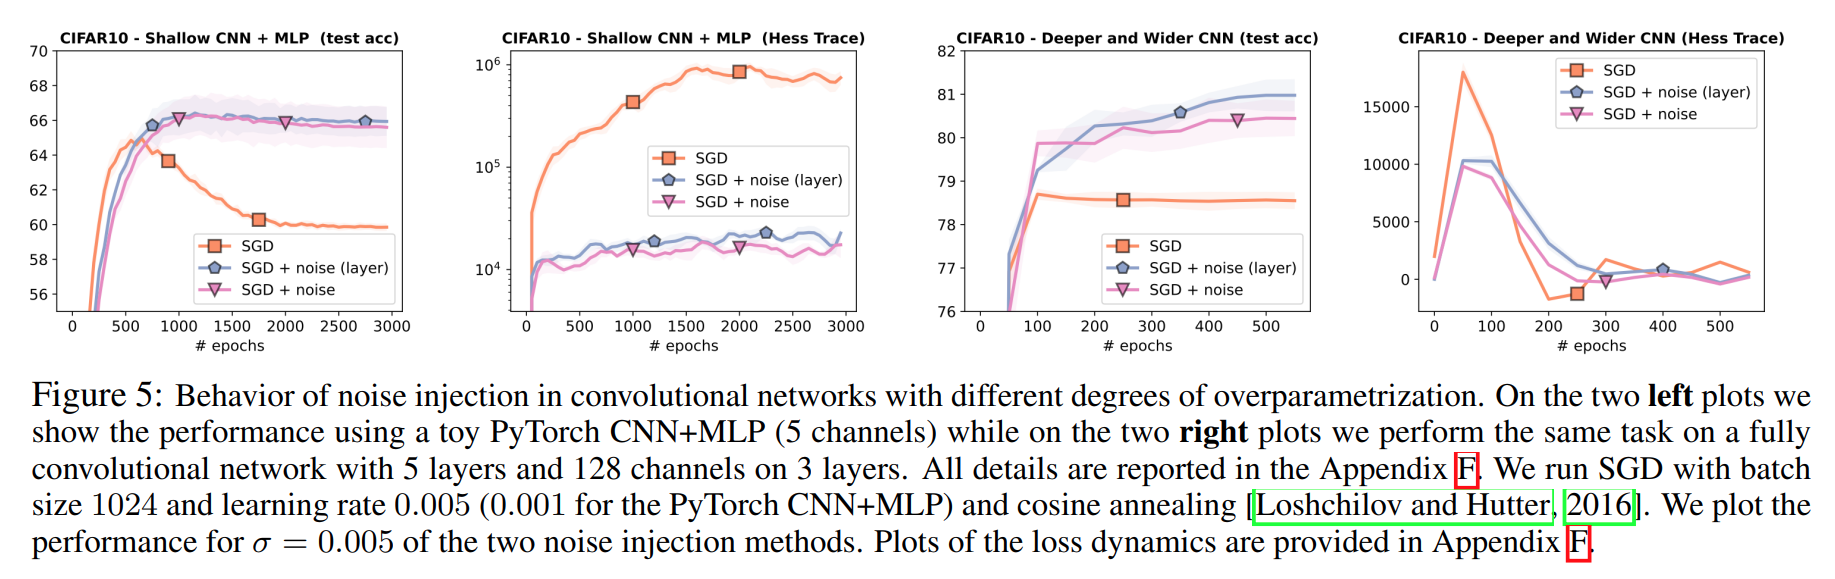 CIFAR10 - Shallow CNN + MLP (test acc)
70
68
66
64
62
60
58
56
SGD
SGD + noise (layer)
SGD + noise
0 500 1000 1500 2000 2500 3000
# epochs
CIFAR10 - Shallow CNN + MLP (Hess Trace)
10⁶
10⁵
10⁴
SGD
SGD + noise (layer)
SGD + noise
0 500 1000 1500 2000 2500 3000
# epochs
CIFAR10 - Deeper and Wider CNN (test acc)
82
81
80
79
78
77
76
SGD
SGD + noise (layer)
SGD + noise
0 100 200 300 400 500
# epochs
CIFAR10 - Deeper and Wider CNN (Hess Trace)
SGD
SGD + noise (layer)
SGD + noise
15000
10000
5000
0
0 100 200 300 400 500
# epochs
Figure 5: Behavior of noise injection in convolutional networks with different degrees of overparametrization. On the two left plots we
show the performance using a toy PyTorch CNN+MLP (5 channels) while on the two right plots we perform the same task on a fully
convolutional network with 5 layers and 128 channels on 3 layers. All details are reported in the Appendix F. We run SGD with batch
size 1024 and learning rate 0.005 (0.001 for the PyTorch CNN+MLP) and cosine annealing [Loshchilov and Hutter, 2016]. We plot the
performance for σ = 0.005 of the two noise injection methods. Plots of the loss dynamics are provided in Appendix F.